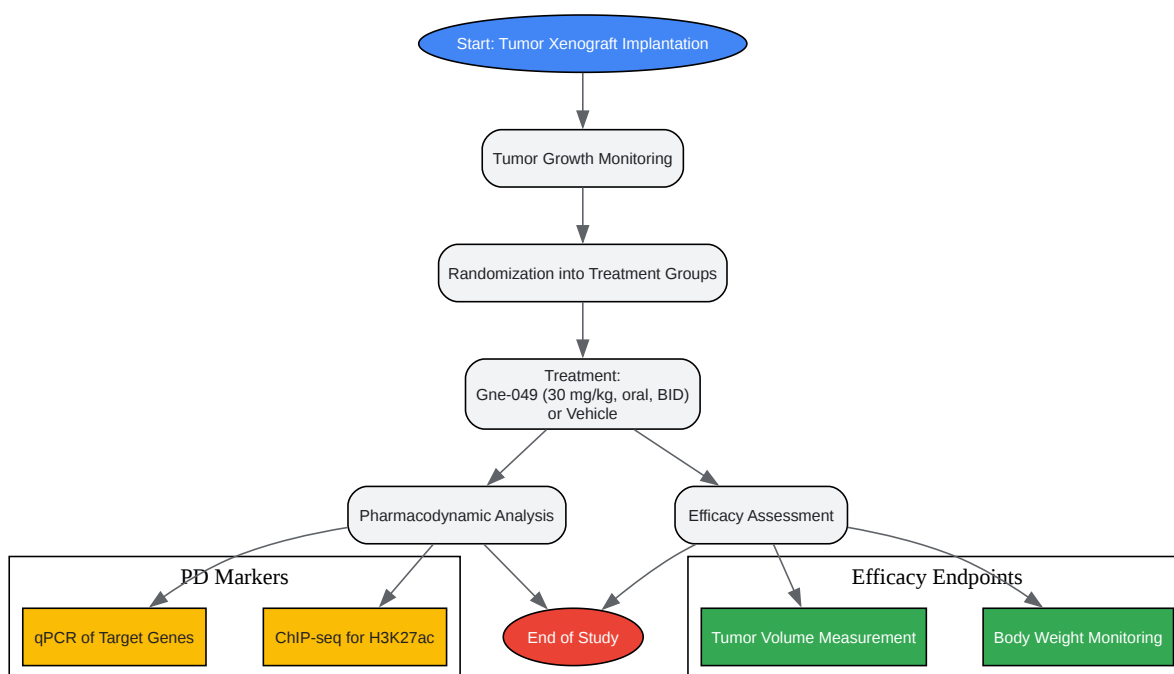 Start: Tumor Xenograft Implantation
Tumor Growth Monitoring
Randomization into Treatment Groups
Treatment:
Gne-049 (30 mg/kg, oral, BID)
or Vehicle
Pharmacodynamic Analysis
Efficacy Assessment
PD Markers
Efficacy Endpoints
qPCR of Target Genes
ChIP-seq for H3K27ac
End of Study
Tumor Volume Measurement
Body Weight Monitoring